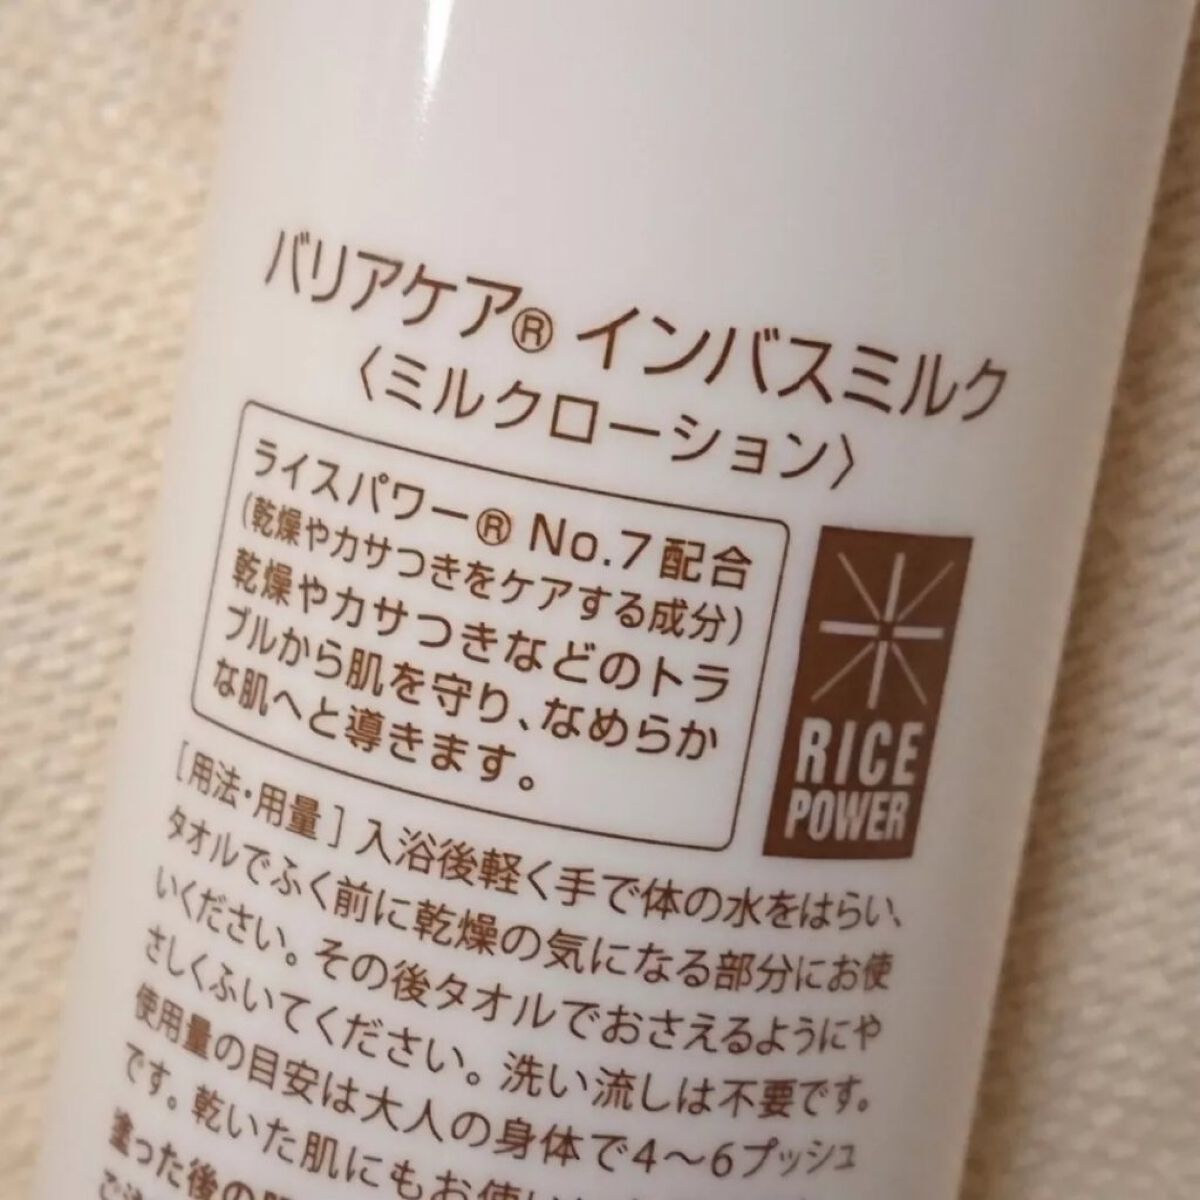 バリアケア® インバスミルク
〈ミルクローション〉
ライスパワー® No.7配合
(乾燥やカサつきをケアする成分)
乾燥やカサつきなどのトラ
ブルから肌を守り、なめらか
な肌へと導きます。
RICE
POWER
[用法・用量]入浴後軽く手で体の水をはらい、
タオルでふく前に乾燥の気になる部分にお使
いください。その後タオルでおさえるようにや
さしくふいてください。洗い流しは不要です。
使用量の目安は大人の身体で4〜6プッシュ
です。乾いた肌にもお使い
塗った後の